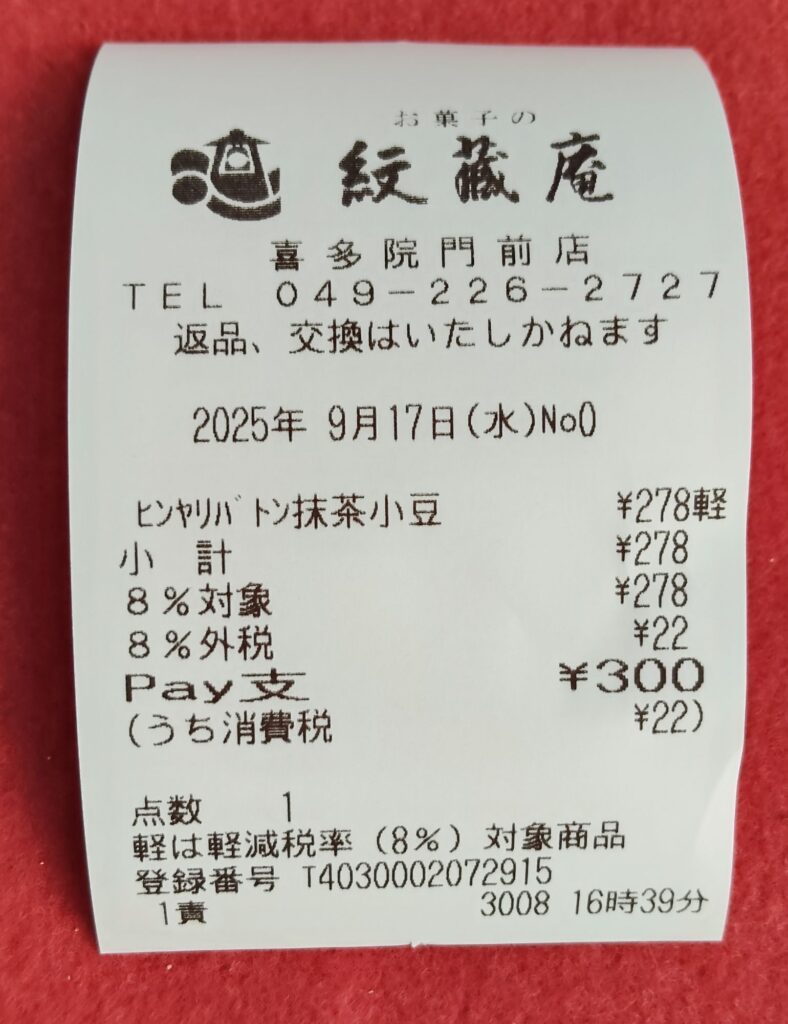 お菓子の
紋蔵庵
喜多院門前店
TEL 049-226-2727
返品、交換はいたしかねます
2025年 9月17日(水)No0
ﾋﾝﾔﾘﾊﾞﾄﾝ抹茶小豆 ¥278軽
小 計 ¥278
8%対象 ¥278
8%外税 ¥22
Pay支 ¥300
(うち消費税 ¥22)
点数 1
軽は軽減税率(8%)対象商品
登録番号 T4030002072915
1責 3008 16時39分